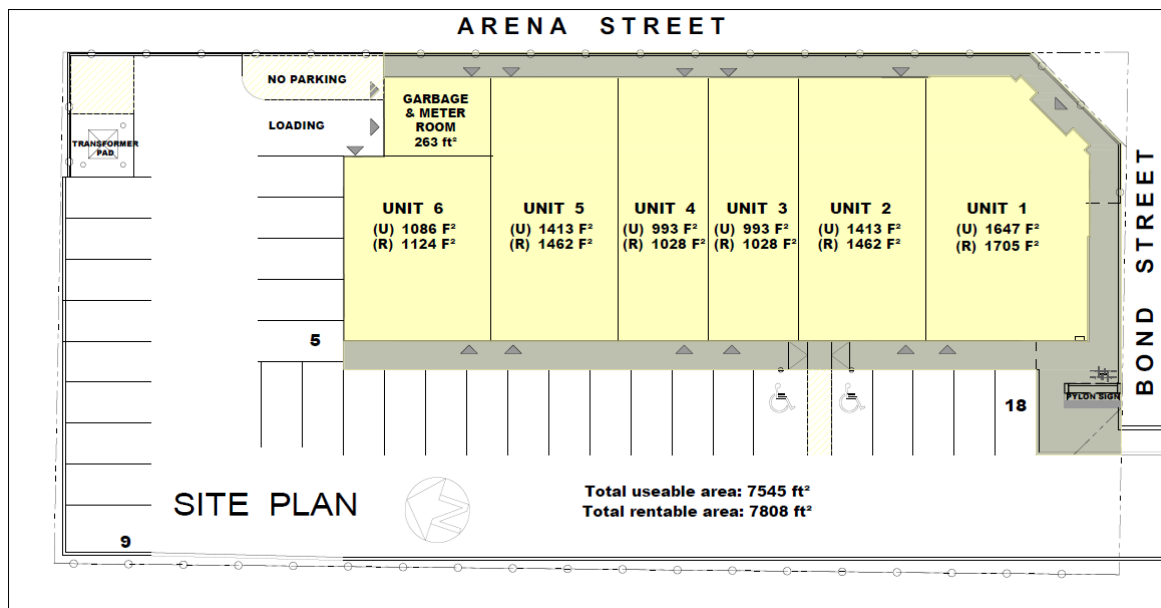 ARENA STREET
NO PARKING
LOADING
GARBAGE
& METER
ROOM
263 ft²
TRANSFORMER
PAD
UNIT 6
(U) 1086 F²
(R) 1124 F²
UNIT 5
(U) 1413 F²
(R) 1462 F²
UNIT 4
(U) 993 F²
(R) 1028 F²
UNIT 3
(U) 993 F²
(R) 1028 F²
UNIT 2
(U) 1413 F²
(R) 1462 F²
UNIT 1
(U) 1647 F²
(R) 1705 F²
BOND STREET
5
18
PYLON SIGN
SITE PLAN
Total useable area: 7545 ft²
Total rentable area: 7808 ft²
9